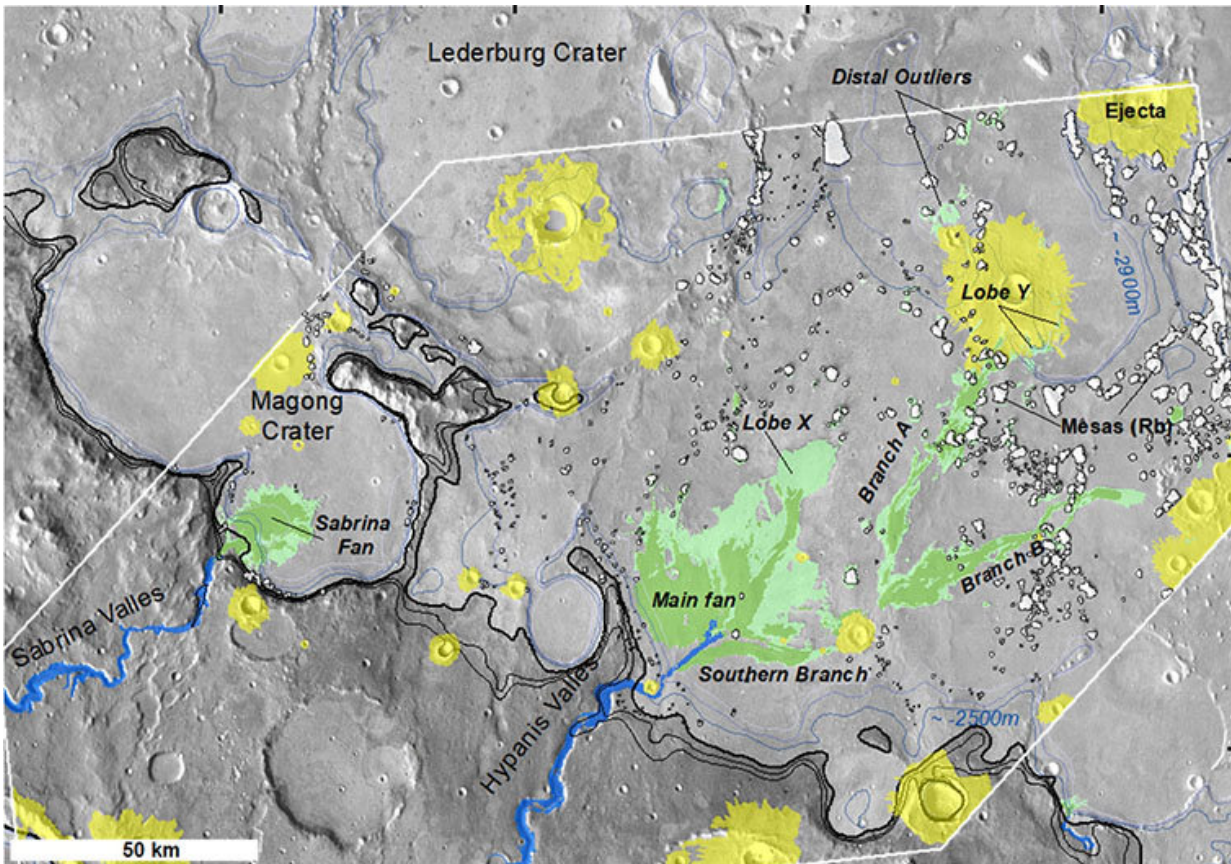 Lederburg Crater
Distal Outliers
Ejecta
~ -2900m
Lobe Y
Magong
Crater
Lobe X
Branch A
Mesas (Rb)
Sabrina
Fan
Branch B
Main fan
Sabrina Valles
Southern Branch
Hypanis Valles
~ -2500m
50 km